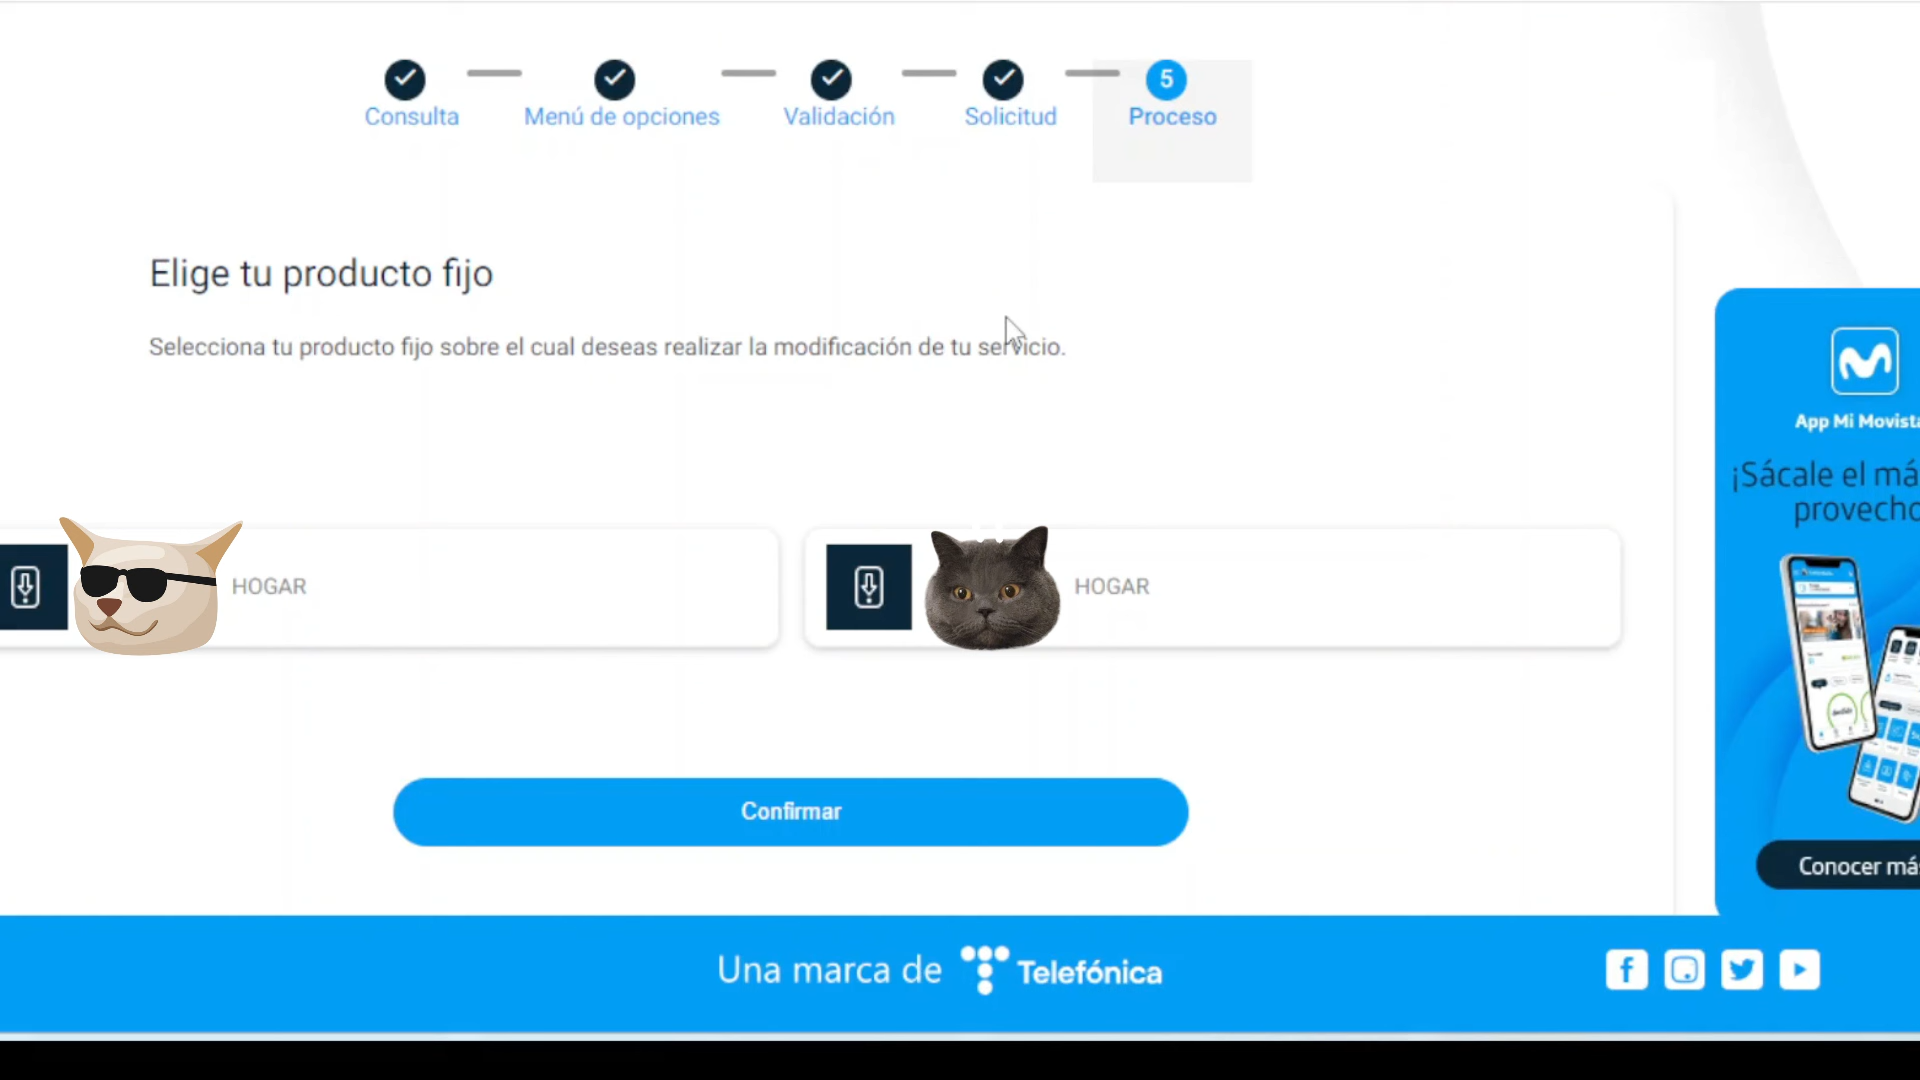 Consulta
Menú de opciones
Validación
Solicitud
5
Proceso
Elige tu producto fijo
Selecciona tu producto fijo sobre el cual deseas realizar la modificación de tu servicio.
App Mi Movista
¡Sácale el má
provecho
HOGAR
HOGAR
Confirmar
Conocer más
Una marca de Telefónica